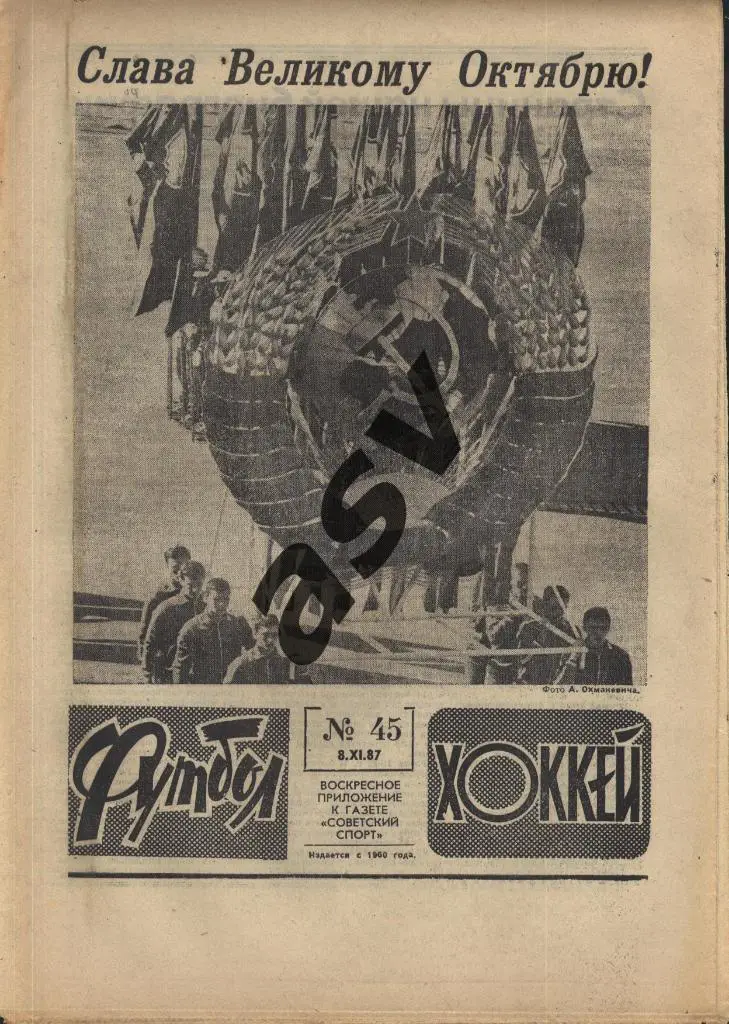 Слава Великому Октябрю!
asv
Фото А. Охманевича.
Футбол
№ 45
8.XI.87
ВОСКРЕСНОЕ
ПРИЛОЖЕНИЕ
К ГАЗЕТЕ
«СОВЕТСКИЙ
СПОРТ»
Издается с 1960 года.
ХОККЕЙ